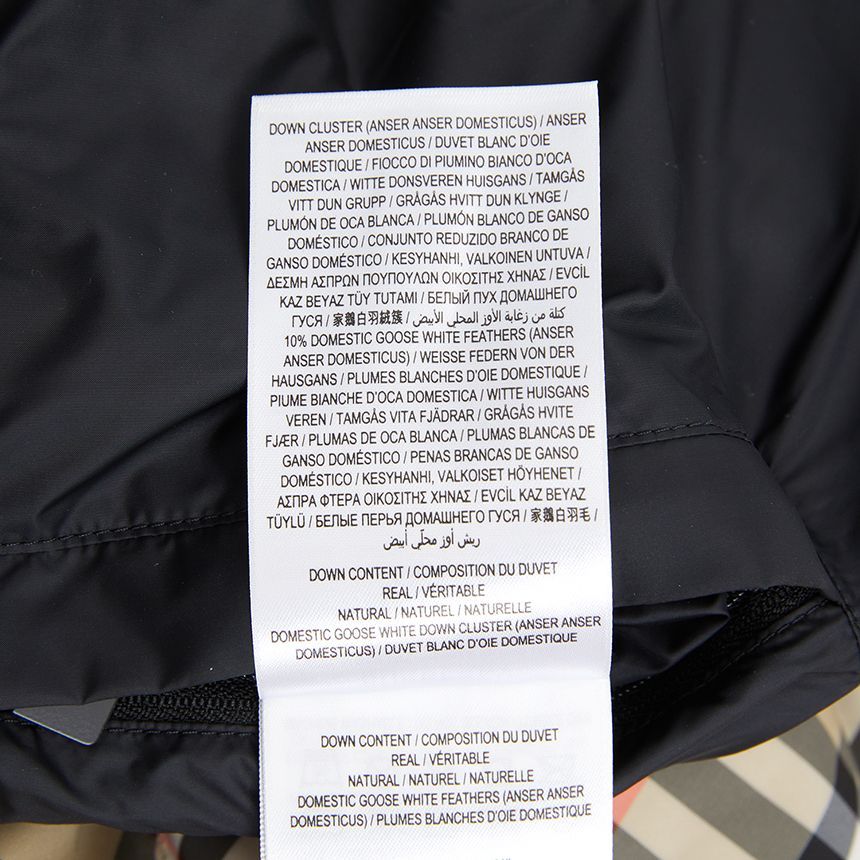 DOWN CLUSTER (ANSER ANSER DOMESTICUS) / ANSER
ANSER DOMESTICUS / DUVET BLANC D'OIE
DOMESTIQUE / FIOCCO DI PIUMINO BIANCO D'OCA
DOMESTICA / WITTE DONSVEREN HUISGANS / TAMGÅS
VITT DUN GRUPP / GRÅGÅS HVITT DUN KLYNGE /
PLUMÓN DE OCA BLANCA / PLUMÓN BLANCO DE GANSO
DOMÉSTICO / CONJUNTO REDUZIDO BRANCO DE
GANSO DOMÉSTICO / KESYHANHI, VALKOINEN UNTUVA /
ΔΕΣΜΗ ΑΣΠΡΩΝ ΠΟΥΠΟΥΛΩΝ ΟΙΚΟΣΙΤΗΣ ΧΗΝΑΣ / EVCİL
KAZ BEYAZ TÜY TUTAMI / БЕЛЫЙ ПУХ ДОМАШНЕГО
ГУСЯ / 家鵝白羽絨簇 / كتلة من زغابة الأوز المحلي الأبيض
10% DOMESTIC GOOSE WHITE FEATHERS (ANSER
ANSER DOMESTICUS) / WEISSE FEDERN VON DER
HAUSGANS / PLUMES BLANCHES D'OIE DOMESTIQUE /
PIUME BIANCHE D'OCA DOMESTICA / WITTE HUISGANS
VEREN / TAMGÅS VITA FJÄDRAR / GRÅGÅS HVITE
FJÆR / PLUMAS DE OCA BLANCA / PLUMAS BLANCAS DE
GANSO DOMÉSTICO / PENAS BRANCAS DE GANSO
DOMÉSTICO / KESYHANHI, VALKOISET HÖYHENET /
ΑΣΠΡΑ ΦΤΕΡΑ ΟΙΚΟΣΙΤΗΣ ΧΗΝΑΣ / EVCİL KAZ BEYAZ
TÜYLÜ / БЕЛЫЕ ПЕРЬЯ ДОМАШНЕГО ГУСЯ / 家鵝白羽毛 /
ريش أوز محلّي أبيض
DOWN CONTENT / COMPOSITION DU DUVET
REAL / VÉRITABLE
NATURAL / NATUREL / NATURELLE
DOMESTIC GOOSE WHITE DOWN CLUSTER (ANSER ANSER
DOMESTICUS) / DUVET BLANC D'OIE DOMESTIQUE
DOWN CONTENT / COMPOSITION DU DUVET
REAL / VÉRITABLE
NATURAL / NATUREL / NATURELLE
DOMESTIC GOOSE WHITE FEATHERS (ANSER ANSER
DOMESTICUS) / PLUMES BLANCHES D'OIE DOMESTIQUE